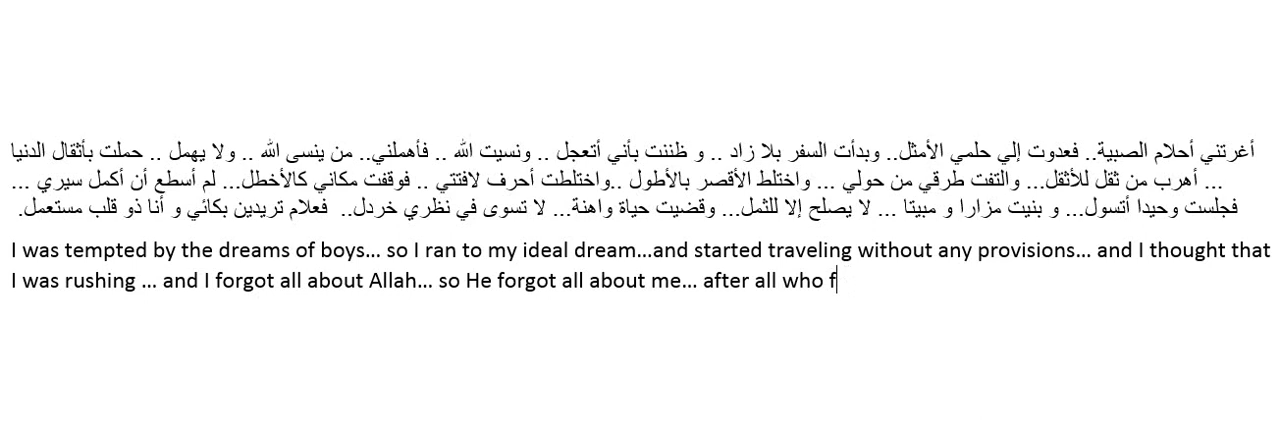 أغرتني أحلام الصبية.. فعدوت إلي حلمي الأمثل.. وبدأت السفر بلا زاد .. و ظننت بأني أتعجل .. ونسيت الله .. فأهملني.. من ينسى الله .. ولا يهمل .. حملت بأثقال الدنيا
... أهرب من ثقل للأثقل... والتفت طرقي من حولي ... واختلط الأقصر بالأطول ..واختلطت أحرف لافتتي .. فوقفت مكاني كالأخطل... لم أسطع أن أكمل سيري ...
فجلست وحيدا أتسول... و بنيت مزارا و مبيتا ... لا يصلح إلا للثمل... وقضيت حياة واهنة... لا تسوى في نظري خردل..  فعلام تريدين بكائي و أنا ذو قلب مستعمل.
I was tempted by the dreams of boys... so I ran to my ideal dream...and started traveling without any provisions... and I thought that
I was rushing ... and I forgot all about Allah... so He forgot all about me... after all who f